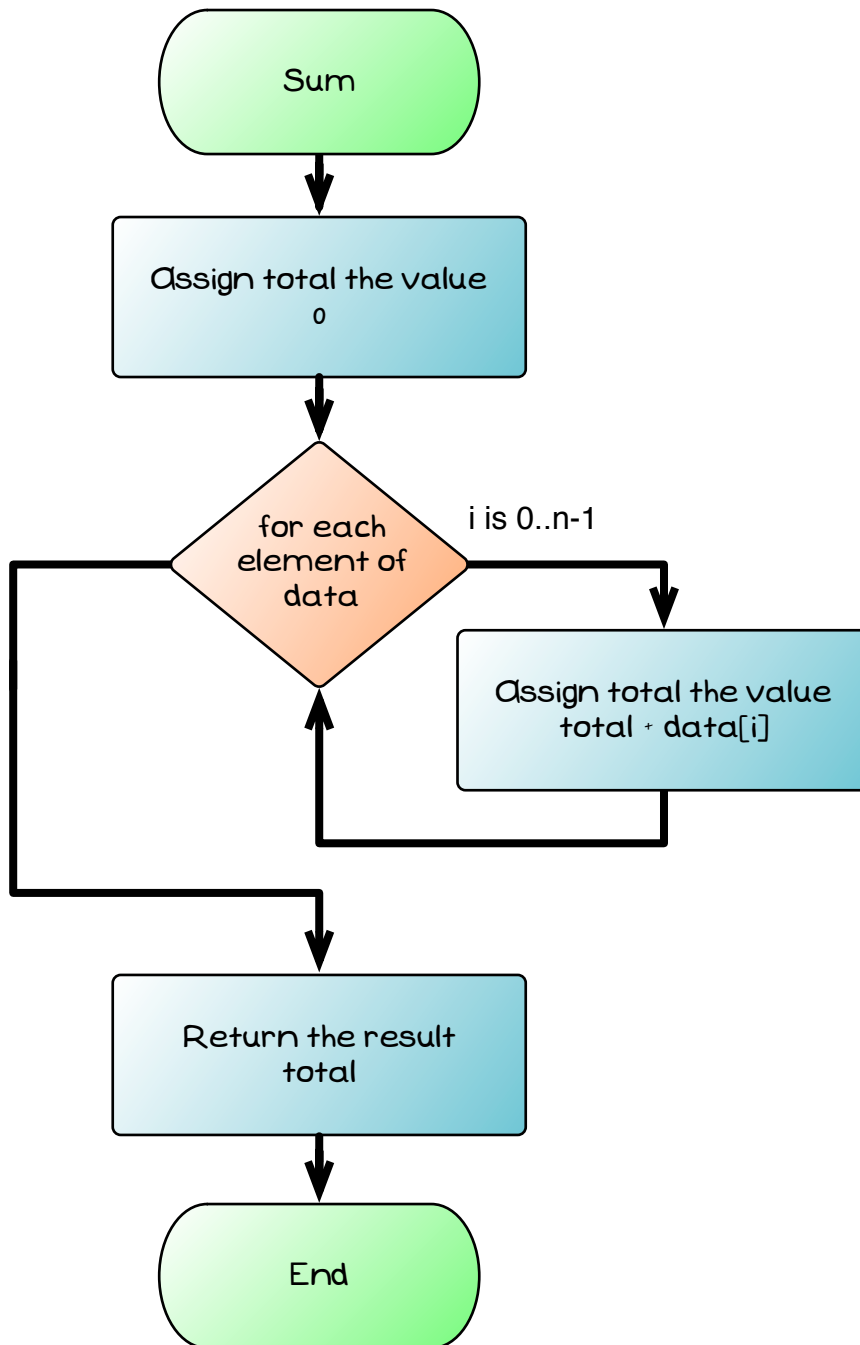 Sum
Assign total the value
0
for each
element of
data
i is 0..n-1
Assign total the value
total + data[i]
Return the result
total
End